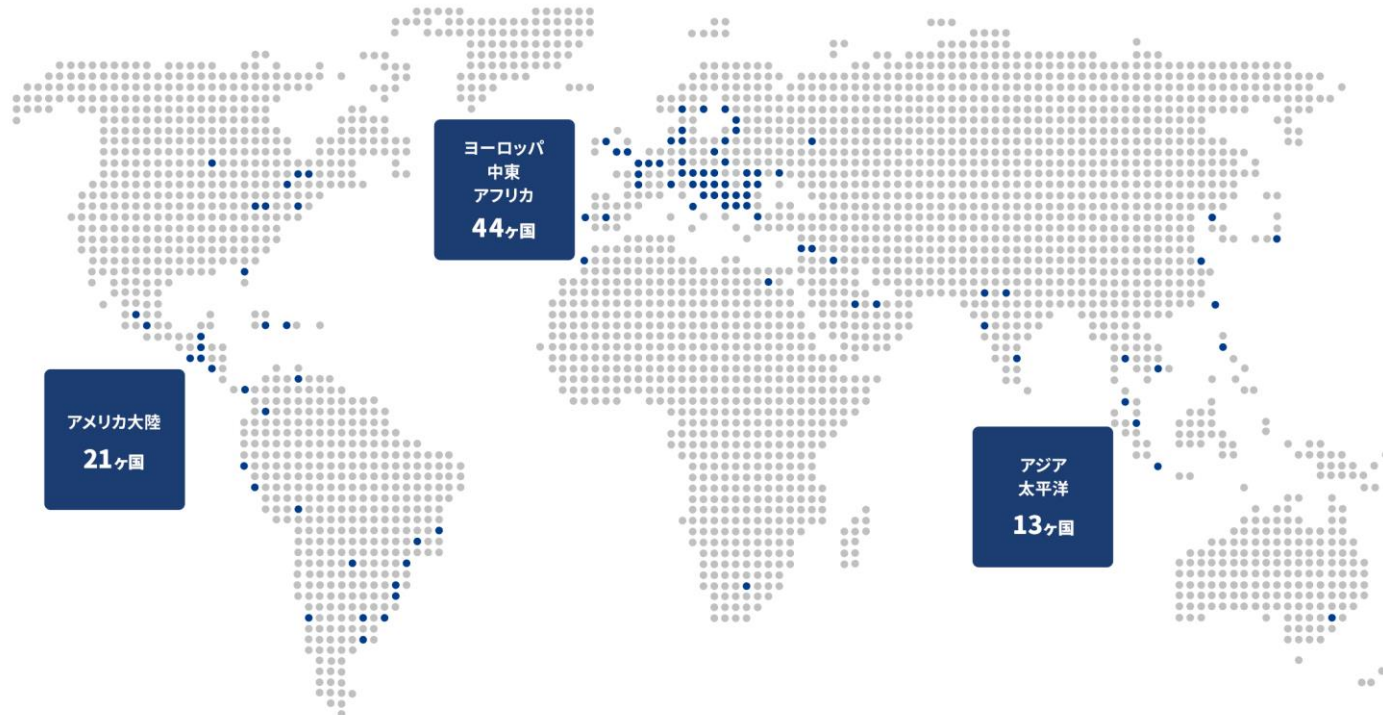 ヨーロッパ
中東
アフリカ
44ヶ国
アメリカ大陸
21ヶ国
アジア
太平洋
13ヶ国